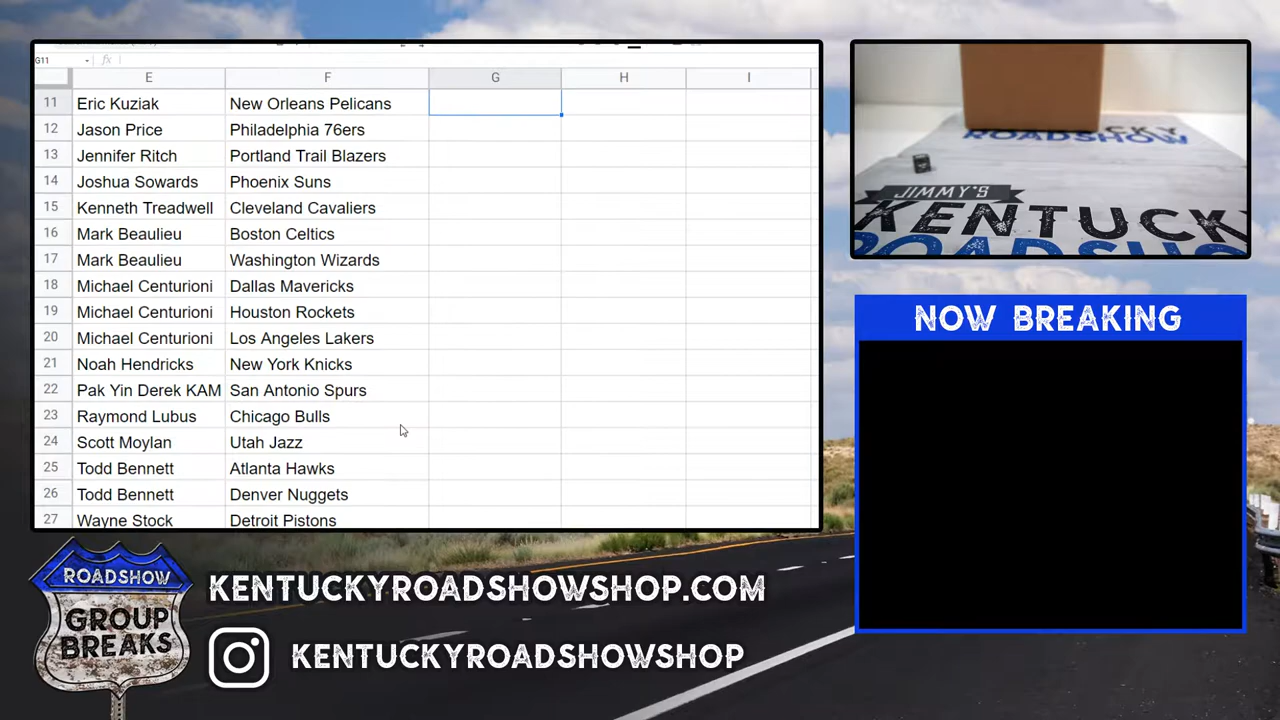 G11
fx
E F G H I
11 Eric Kuziak New Orleans Pelicans
12 Jason Price Philadelphia 76ers
13 Jennifer Ritch Portland Trail Blazers
14 Joshua Sowards Phoenix Suns
15 Kenneth Treadwell Cleveland Cavaliers
16 Mark Beaulieu Boston Celtics
17 Mark Beaulieu Washington Wizards
18 Michael Centurioni Dallas Mavericks
19 Michael Centurioni Houston Rockets
20 Michael Centurioni Los Angeles Lakers
21 Noah Hendricks New York Knicks
22 Pak Yin Derek KAM San Antonio Spurs
23 Raymond Lubus Chicago Bulls
24 Scott Moylan Utah Jazz
25 Todd Bennett Atlanta Hawks
26 Todd Bennett Denver Nuggets
27 Wayne Stock Detroit Pistons
ROADSHOW
JIMMY'S
KENTUCK
ROADSHO
NOW BREAKING
ROADSHOW
GROUP
BREAKS
KENTUCKYROADSHOWSHOP.COM
KENTUCKYROADSHOWSHOP